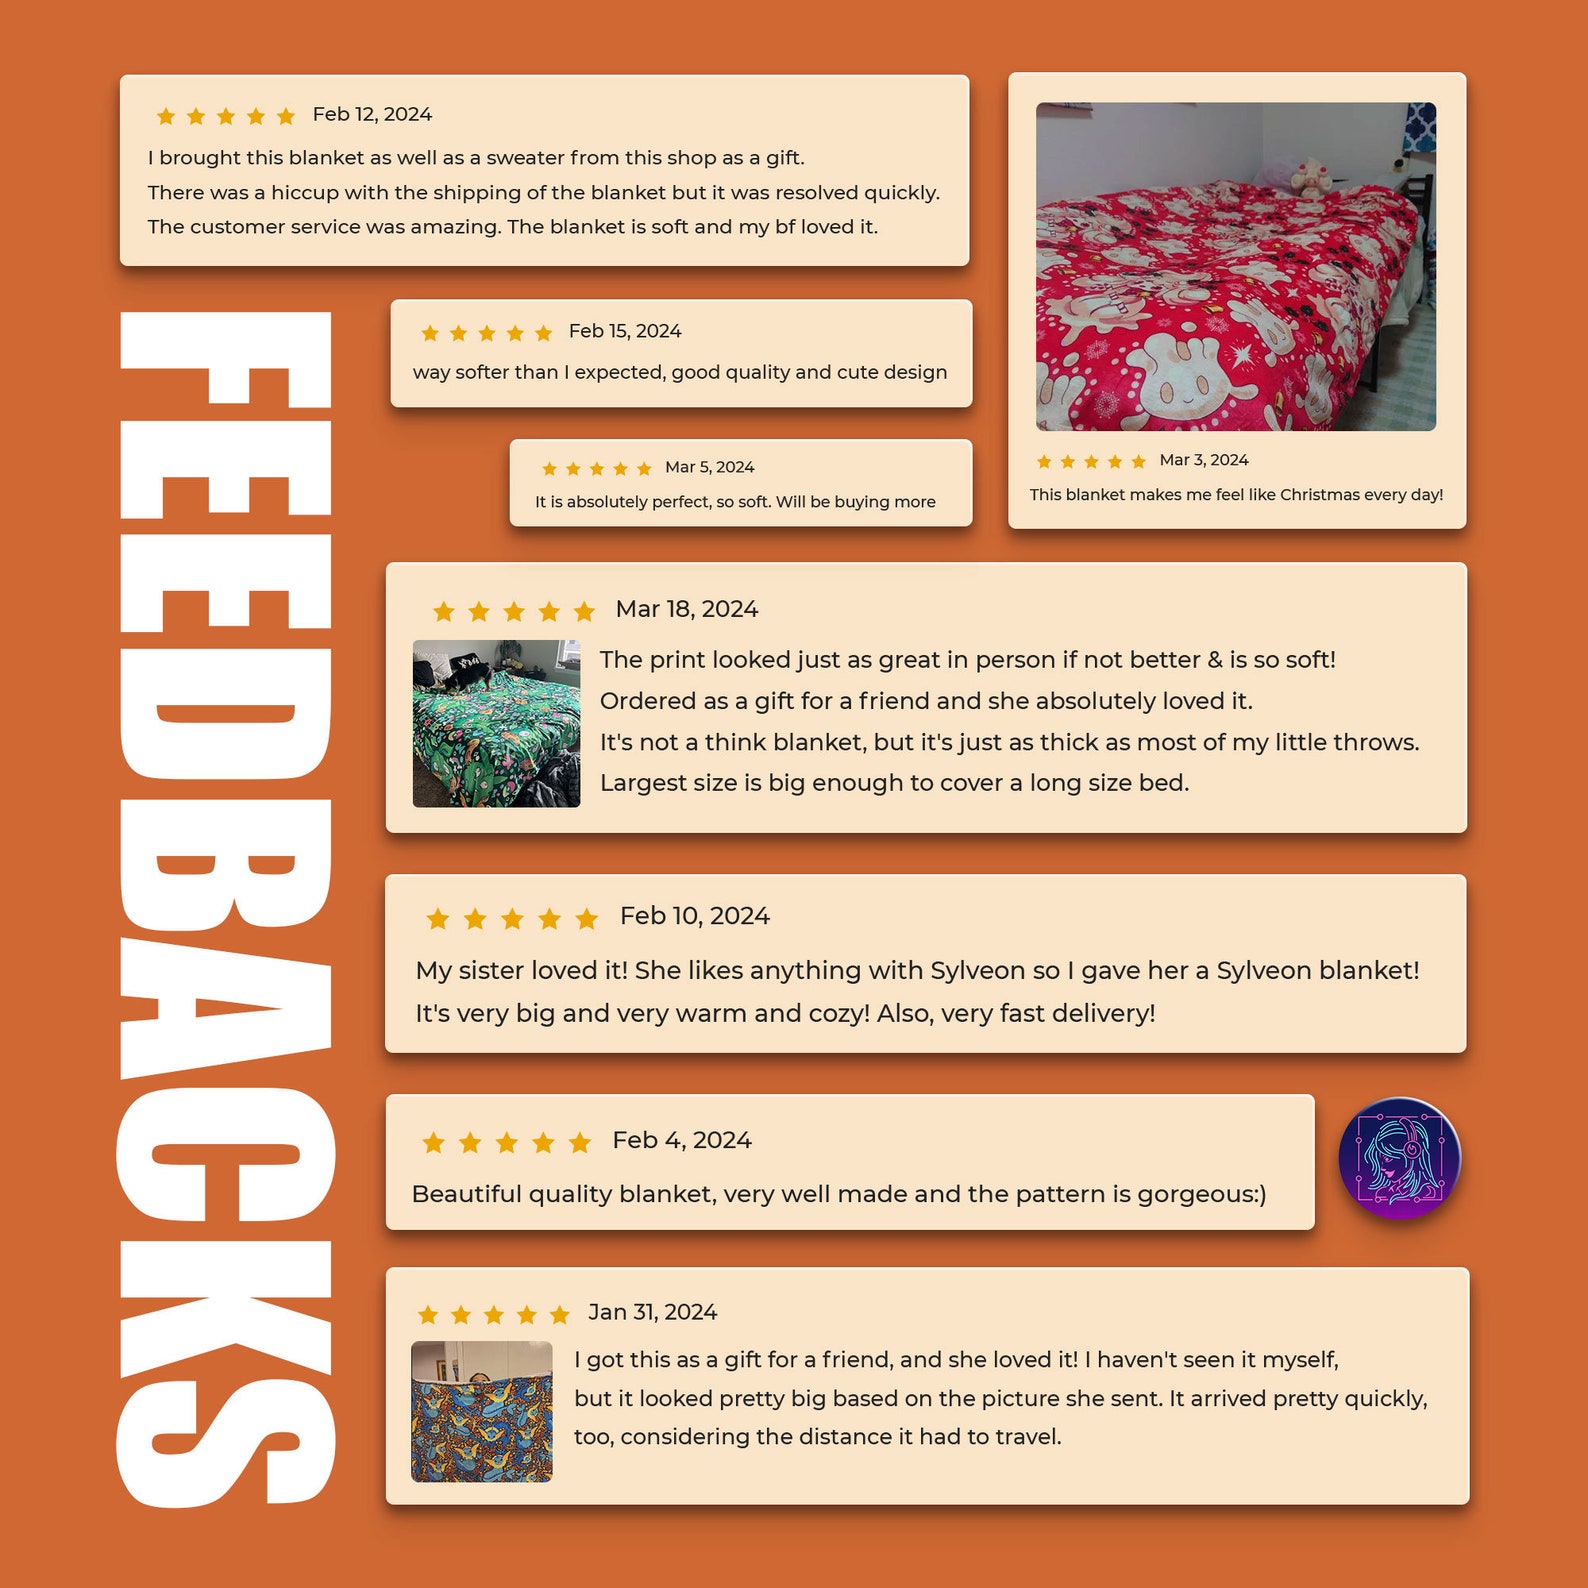 FEEDBACKS
Feb 12, 2024
I brought this blanket as well as a sweater from this shop as a gift.
There was a hiccup with the shipping of the blanket but it was resolved quickly.
The customer service was amazing. The blanket is soft and my bf loved it.
Feb 15, 2024
way softer than I expected, good quality and cute design
Mar 5, 2024
It is absolutely perfect, so soft. Will be buying more
Mar 3, 2024
This blanket makes me feel like Christmas every day!
Mar 18, 2024
The print looked just as great in person if not better & is so soft!
Ordered as a gift for a friend and she absolutely loved it.
It's not a think blanket, but it's just as thick as most of my little throws.
Largest size is big enough to cover a long size bed.
Feb 10, 2024
My sister loved it! She likes anything with Sylveon so I gave her a Sylveon blanket!
It's very big and very warm and cozy! Also, very fast delivery!
Feb 4, 2024
Beautiful quality blanket, very well made and the pattern is gorgeous:)
Jan 31, 2024
I got this as a gift for a friend, and she loved it! I haven't seen it myself,
but it looked pretty big based on the picture she sent. It arrived pretty quickly,
too, considering the distance it had to travel.